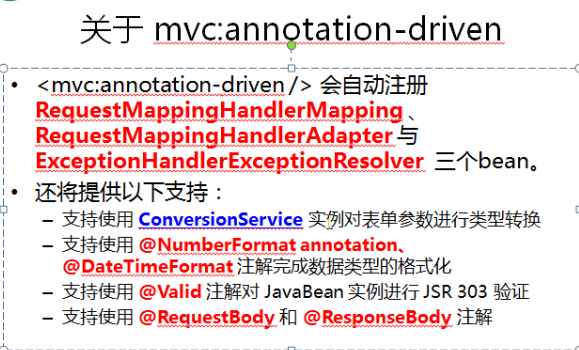 关于 mvc:annotation-driven
• <mvc:annotation-driven /> 会自动注册
RequestMappingHandlerMapping 、
RequestMappingHandlerAdapter 与
ExceptionHandlerExceptionResolver 三个bean。
• 还将提供以下支持：
– 支持使用 ConversionService 实例对表单参数进行类型转换
– 支持使用 @NumberFormat annotation、
@DateTimeFormat 注解完成数据类型的格式化
– 支持使用 @Valid 注解对 JavaBean 实例进行 JSR 303 验证
– 支持使用 @RequestBody 和 @ResponseBody 注解